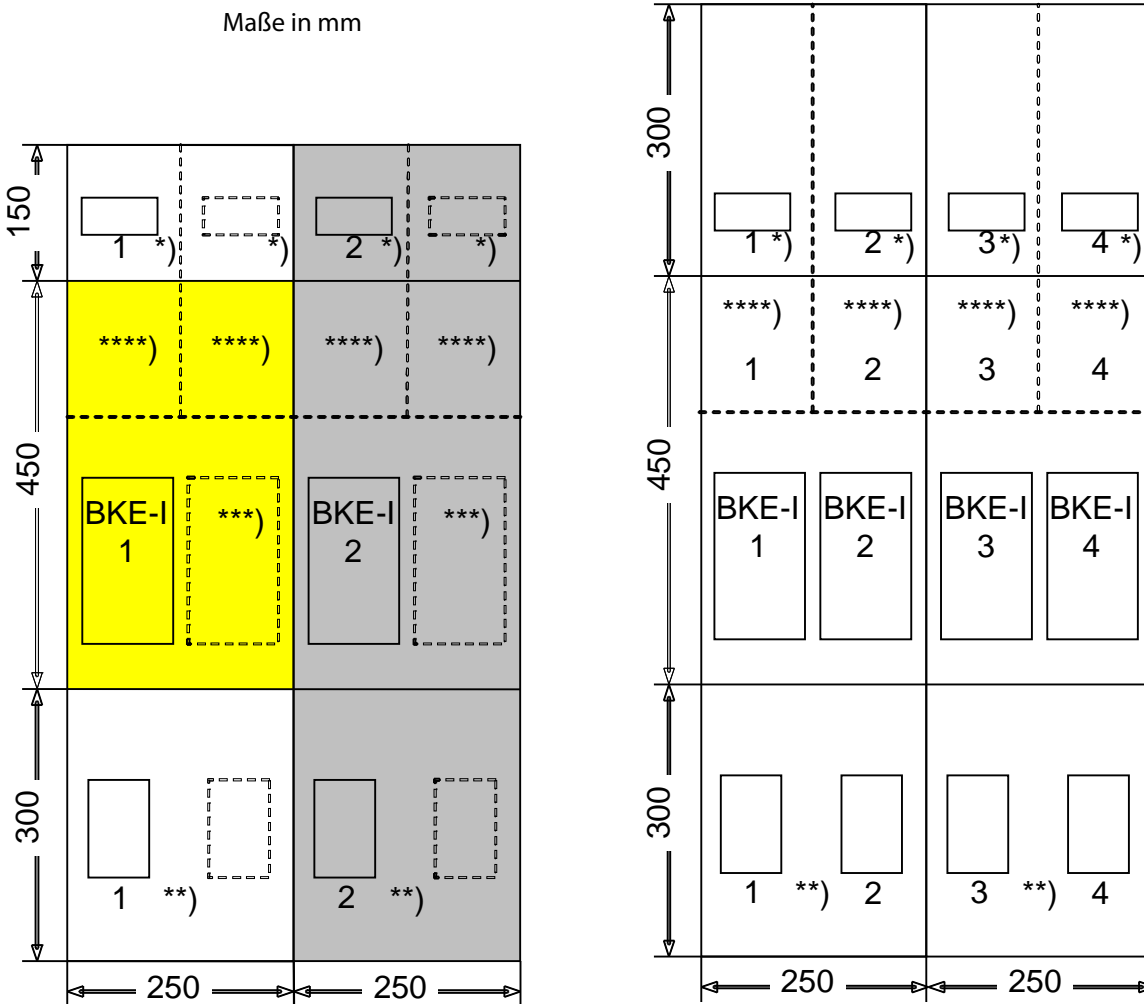 Maße in mm
150
1 *)
*)
2 *)
*)
450
****) ****) ****) ****)
BKE-I
1
***)
BKE-I
2
***)
300
1 **)
2 **)
250 250
300
1 *) 2 *) 3 *) 4 *)
450
****) ****) ****) ****)
1 2 3 4
BKE-I BKE-I BKE-I BKE-I
1 2 3 4
300
1 **) 2 3 **) 4
250 250